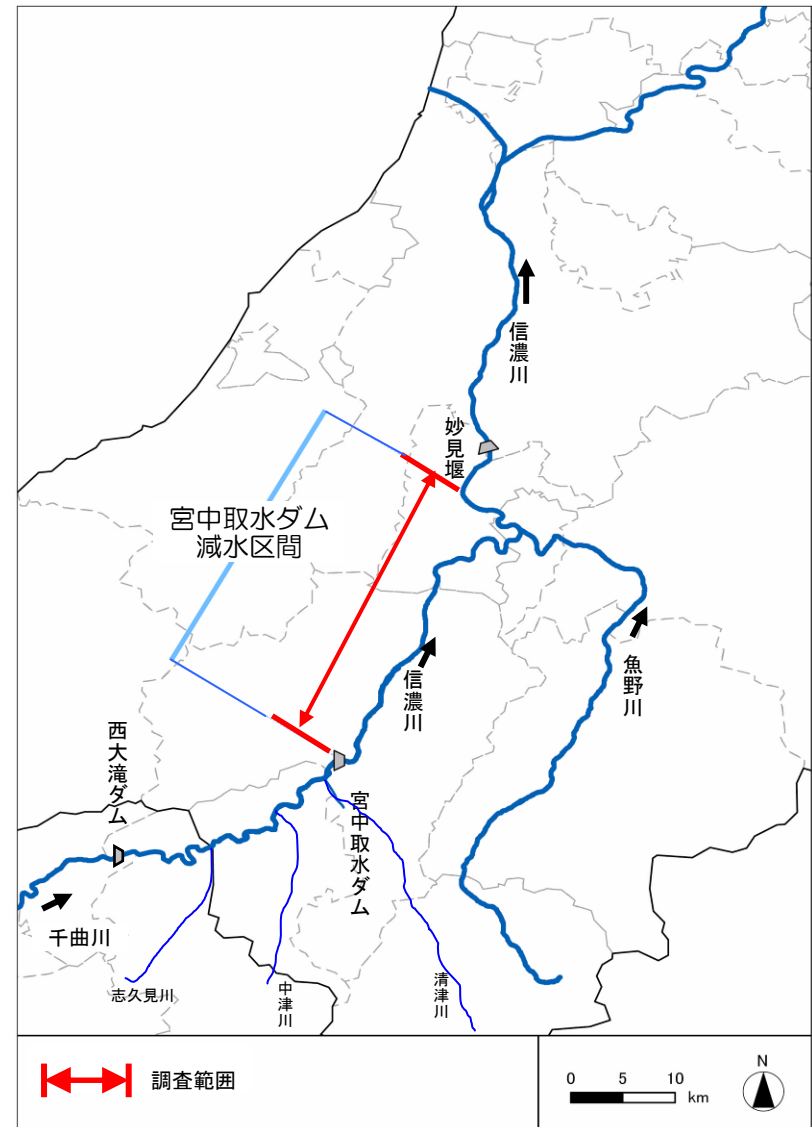 信濃川
妙見堰
宮中取水ダム
減水区間
信濃川
魚野川
西大滝ダム
宮中取水ダム
千曲川
志久見川
中津川
清津川
調査範囲
0 5 10
km
N